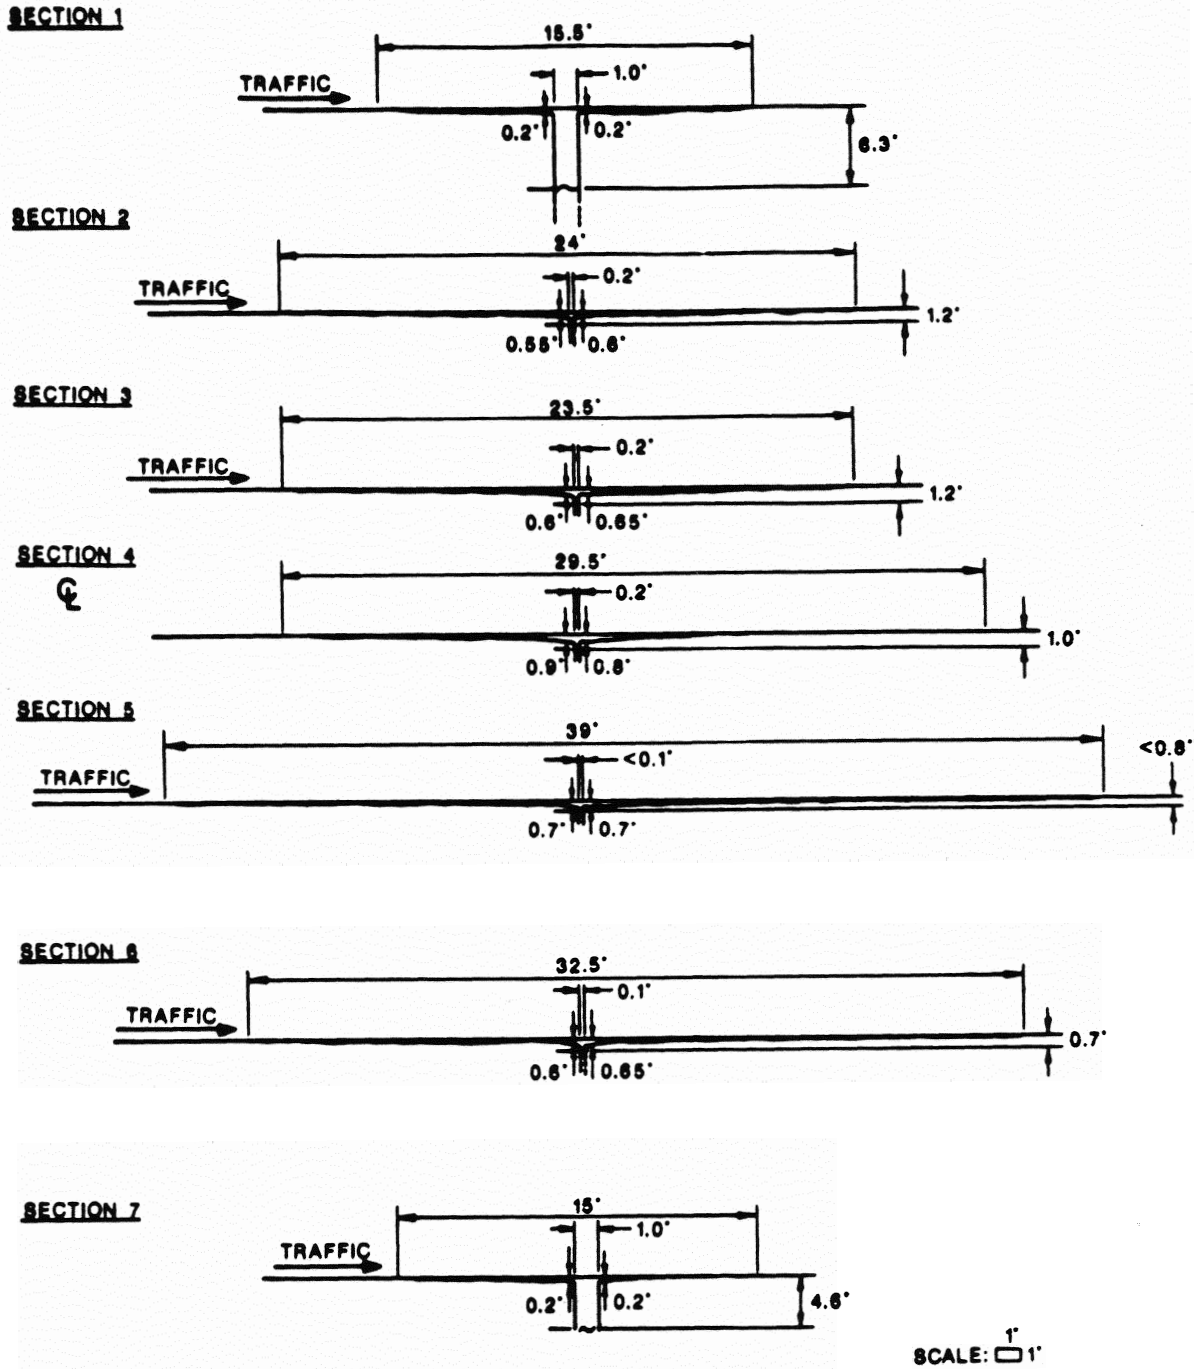 SECTION 1
15.5"
1.0"
TRAFFIC
0.2" 0.2"
6.3"
SECTION 2
24"
0.2"
TRAFFIC
1.2"
0.55" 0.6"
SECTION 3
23.5"
0.2"
TRAFFIC
1.2"
0.6" 0.65"
SECTION 4
℄
29.5"
0.2"
1.0"
0.9" 0.8"
SECTION 5
39"
<0.1"
<0.8"
TRAFFIC
0.7" 0.7"
SECTION 6
32.5"
0.1"
TRAFFIC
0.7"
0.6" 0.65"
SECTION 7
15"
1.0"
TRAFFIC
0.2" 0.2"
4.6"
1"
SCALE: 1"